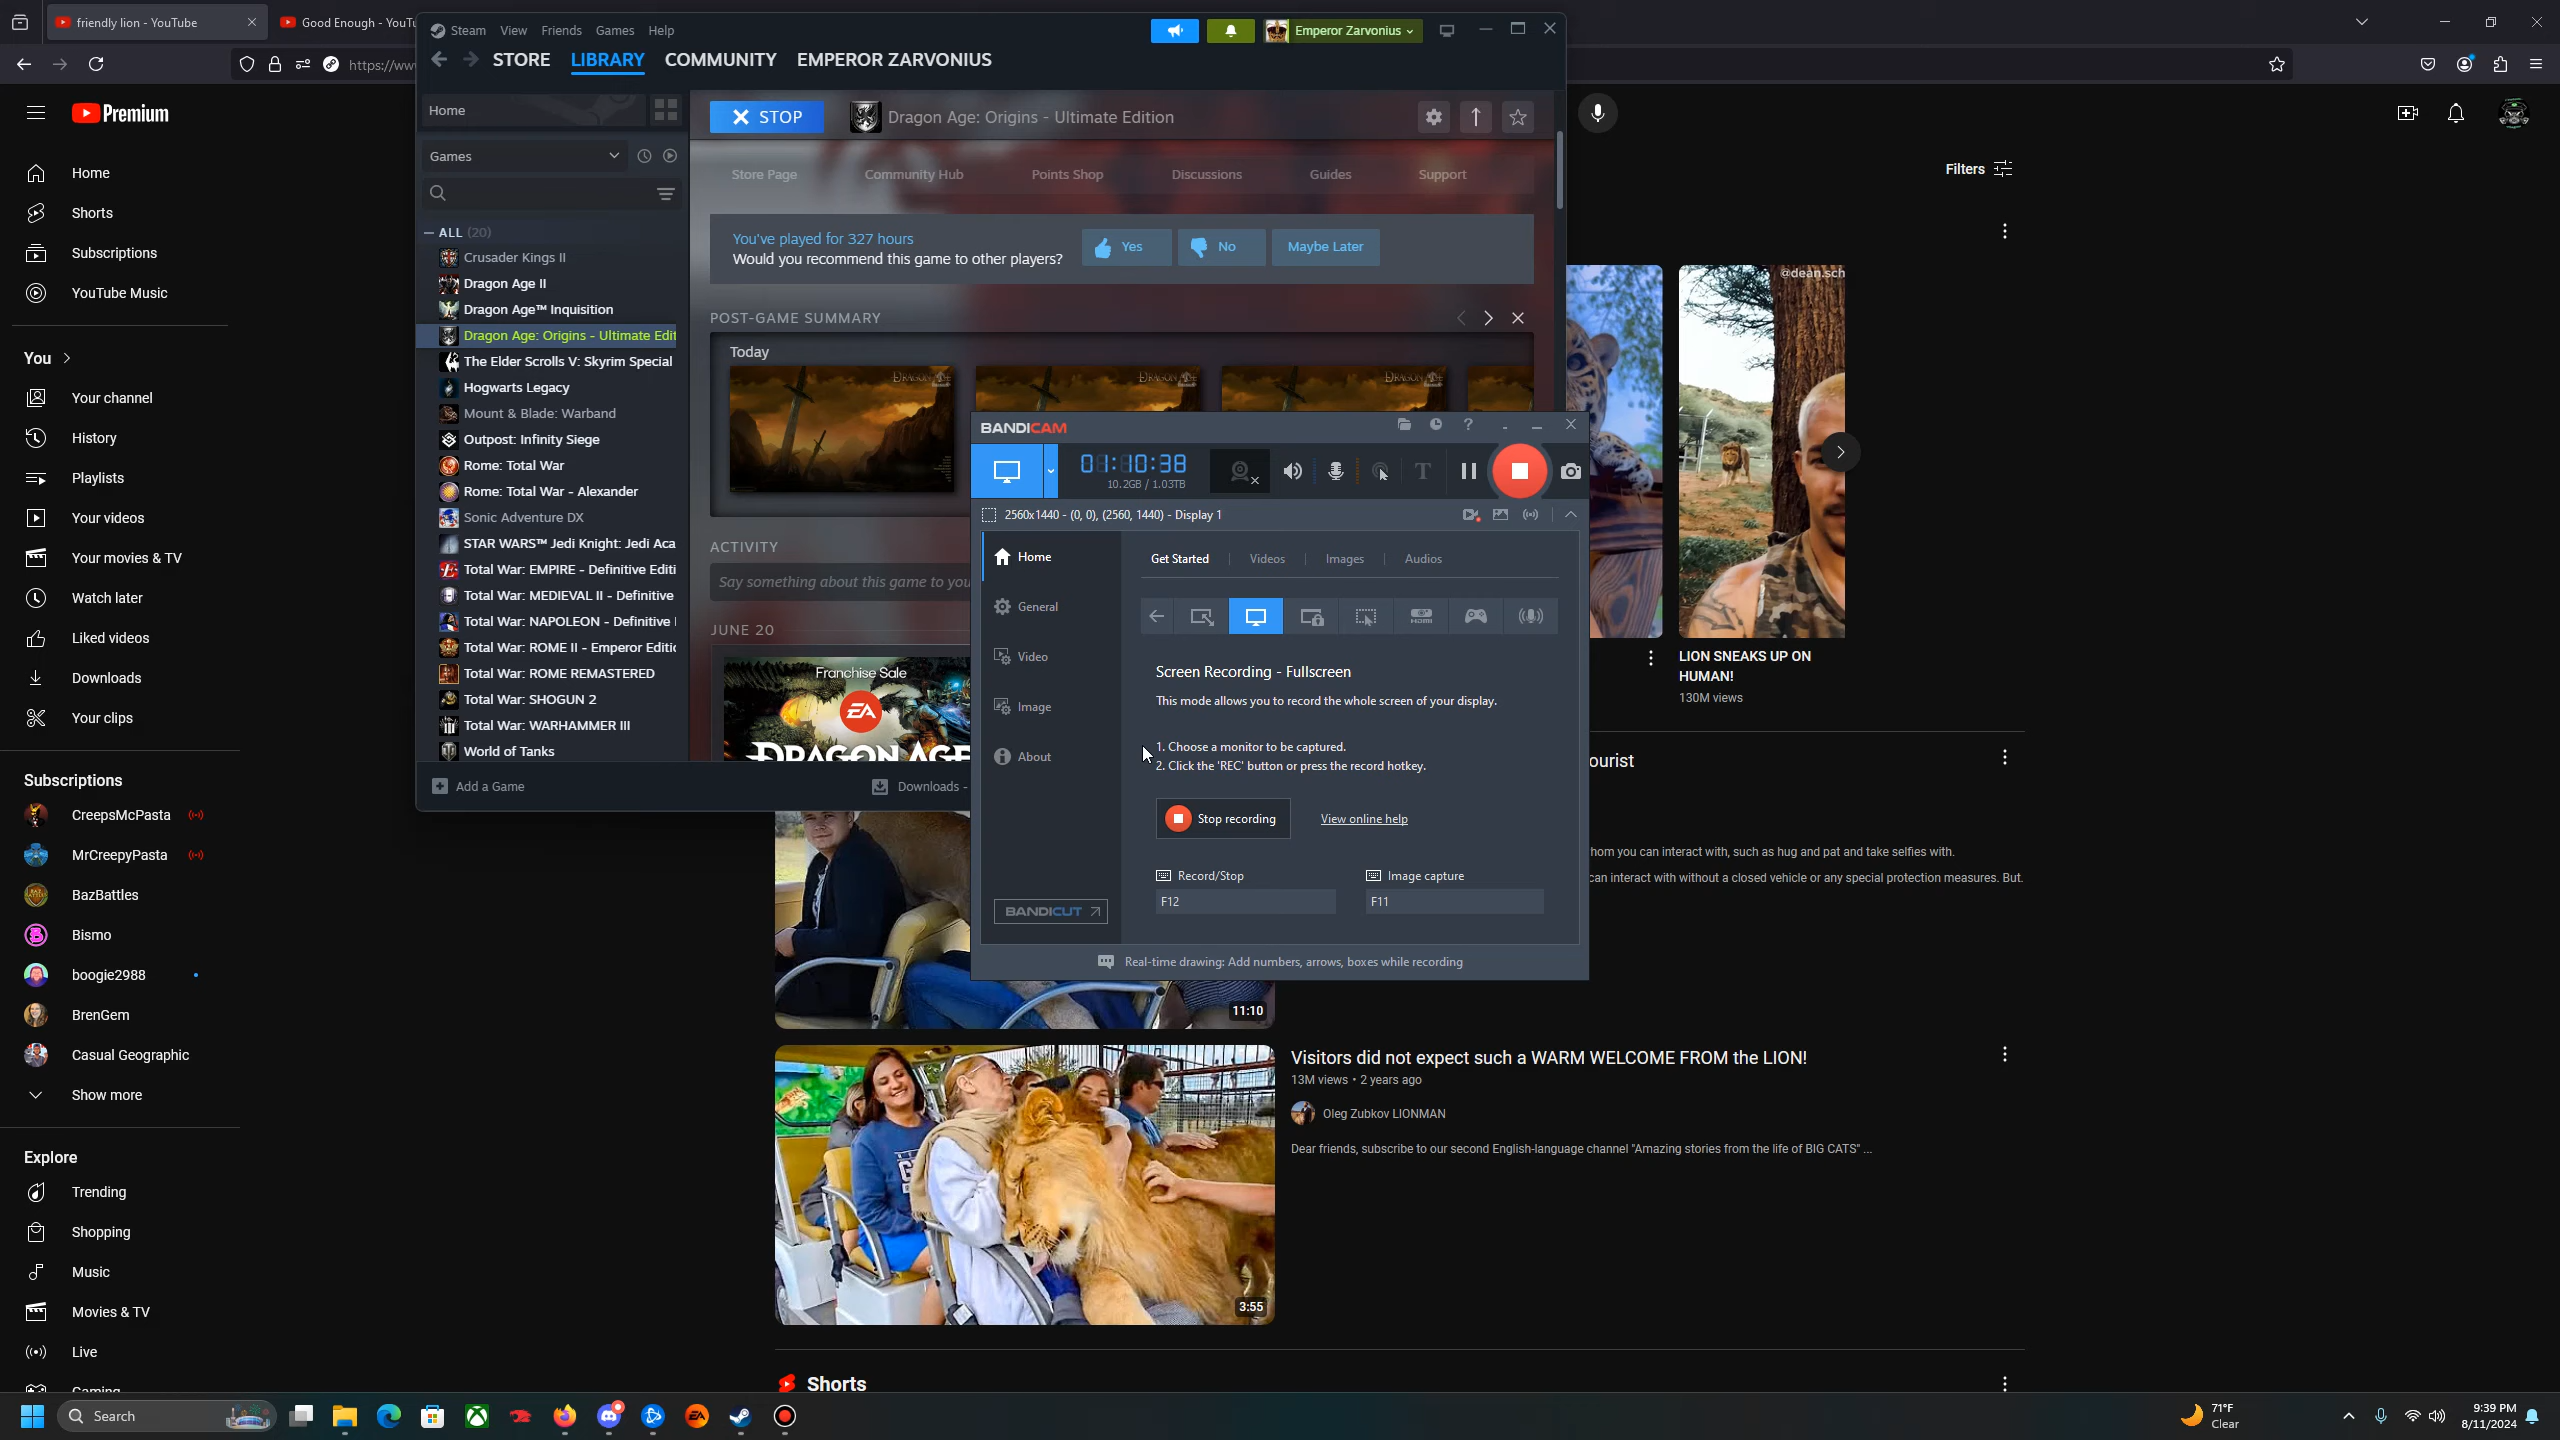 friendly lion - YouTube
Good Enough - YouTu
https://ww
Steam View Friends Games Help
Emperor Zarvonius
STORE LIBRARY COMMUNITY EMPEROR ZARVONIUS
Premium
Home
Shorts
Subscriptions
YouTube Music
You
Your channel
History
Playlists
Your videos
Your movies & TV
Watch later
Liked videos
Downloads
Your clips
Subscriptions
CreepsMcPasta
MrCreepyPasta
BazBattles
Bismo
boogie2988
BrenGem
Casual Geographic
Show more
Explore
Trending
Shopping
Music
Movies & TV
Live
Gaming
Home
Games
ALL (20)
Crusader Kings II
Dragon Age II
Dragon Age™ Inquisition
Dragon Age: Origins - Ultimate Edit
The Elder Scrolls V: Skyrim Special
Hogwarts Legacy
Mount & Blade: Warband
Outpost: Infinity Siege
Rome: Total War
Rome: Total War - Alexander
Sonic Adventure DX
STAR WARS™ Jedi Knight: Jedi Aca
Total War: EMPIRE - Definitive Editi
Total War: MEDIEVAL II - Definitive
Total War: NAPOLEON - Definitive
Total War: ROME II - Emperor Editi
Total War: ROME REMASTERED
Total War: SHOGUN 2
Total War: WARHAMMER III
World of Tanks
Add a Game
Downloads -
STOP
Dragon Age: Origins - Ultimate Edition
Store Page Community Hub Points Shop Discussions Guides Support
You've played for 327 hours
Would you recommend this game to other players?
Yes No Maybe Later
POST-GAME SUMMARY
Today
DRAGON AGE DRAGON AGE DRAGON AGE
ACTIVITY
Say something about this game to you
JUNE 20
Franchise Sale
EA
DRAGON AGE
BANDICAM
01:10:38
10.2GB / 1.03TB
2560x1440 - (0, 0), (2560, 1440) - Display 1
Home
General
Video
Image
About
BANDICUT
Get Started Videos Images Audios
HDMI
Screen Recording - Fullscreen
This mode allows you to record the whole screen of your display.
1. Choose a monitor to be captured.
2. Click the 'REC' button or press the record hotkey.
Stop recording View online help
Record/Stop Image capture
F12 F11
Real-time drawing: Add numbers, arrows, boxes while recording
Filters
@dean.sch
LION SNEAKS UP ON
HUMAN!
130M views
ourist
hom you can interact with, such as hug and pat and take selfies with.
can interact with without a closed vehicle or any special protection measures. But.
11:10
3:55
Visitors did not expect such a WARM WELCOME FROM the LION!
13M views • 2 years ago
Oleg Zubkov LIONMAN
Dear friends, subscribe to our second English-language channel "Amazing stories from the life of BIG CATS" ...
Shorts
Search
71°F
Clear
9:39 PM
8/11/2024